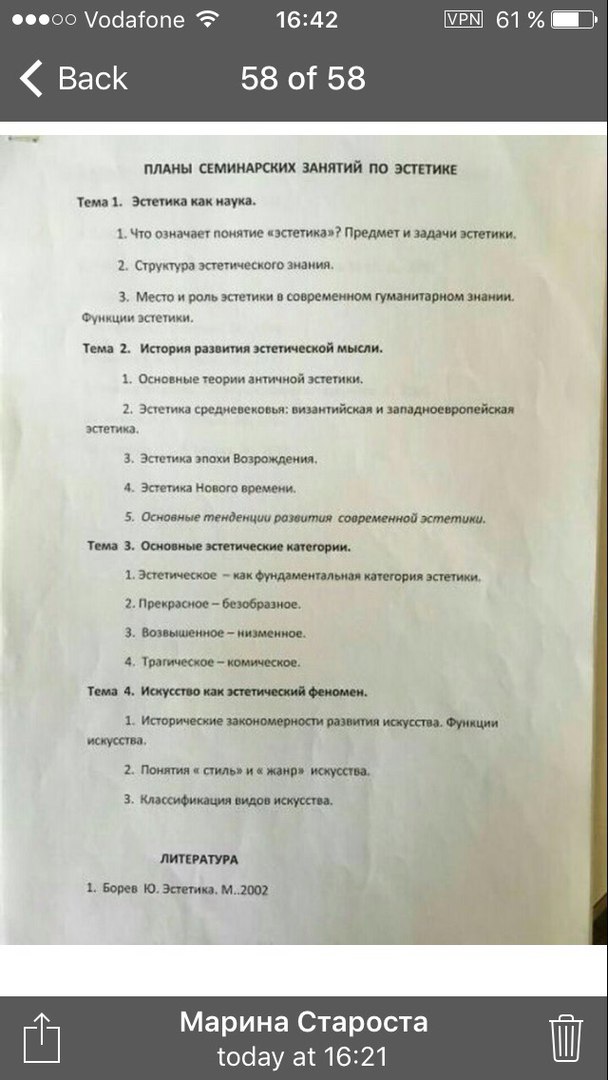 Vodafone 16:42 VPN 61 %
Back 58 of 58
ПЛАНЫ СЕМИНАРСКИХ ЗАНЯТИЙ ПО ЭСТЕТИКЕ
Тема 1. Эстетика как наука.
1. Что означает понятие «эстетика»? Предмет и задачи эстетики.
2. Структура эстетического знания.
3. Место и роль эстетики в современном гуманитарном знании.
Функции эстетики.
Тема 2. История развития эстетической мысли.
1. Основные теории античной эстетики.
2. Эстетика средневековья: византийская и западноевропейская
эстетика.
3. Эстетика эпохи Возрождения.
4. Эстетика Нового времени.
5. Основные тенденции развития современной эстетики.
Тема 3. Основные эстетические категории.
1. Эстетическое – как фундаментальная категория эстетики.
2. Прекрасное – безобразное.
3. Возвышенное – низменное.
4. Трагическое – комическое.
Тема 4. Искусство как эстетический феномен.
1. Исторические закономерности развития искусства. Функции
искусства.
2. Понятия « стиль» и « жанр» искусства.
3. Классификация видов искусства.
ЛИТЕРАТУРА
1. Борев Ю. Эстетика. М..2002
Марина Староста
today at 16:21